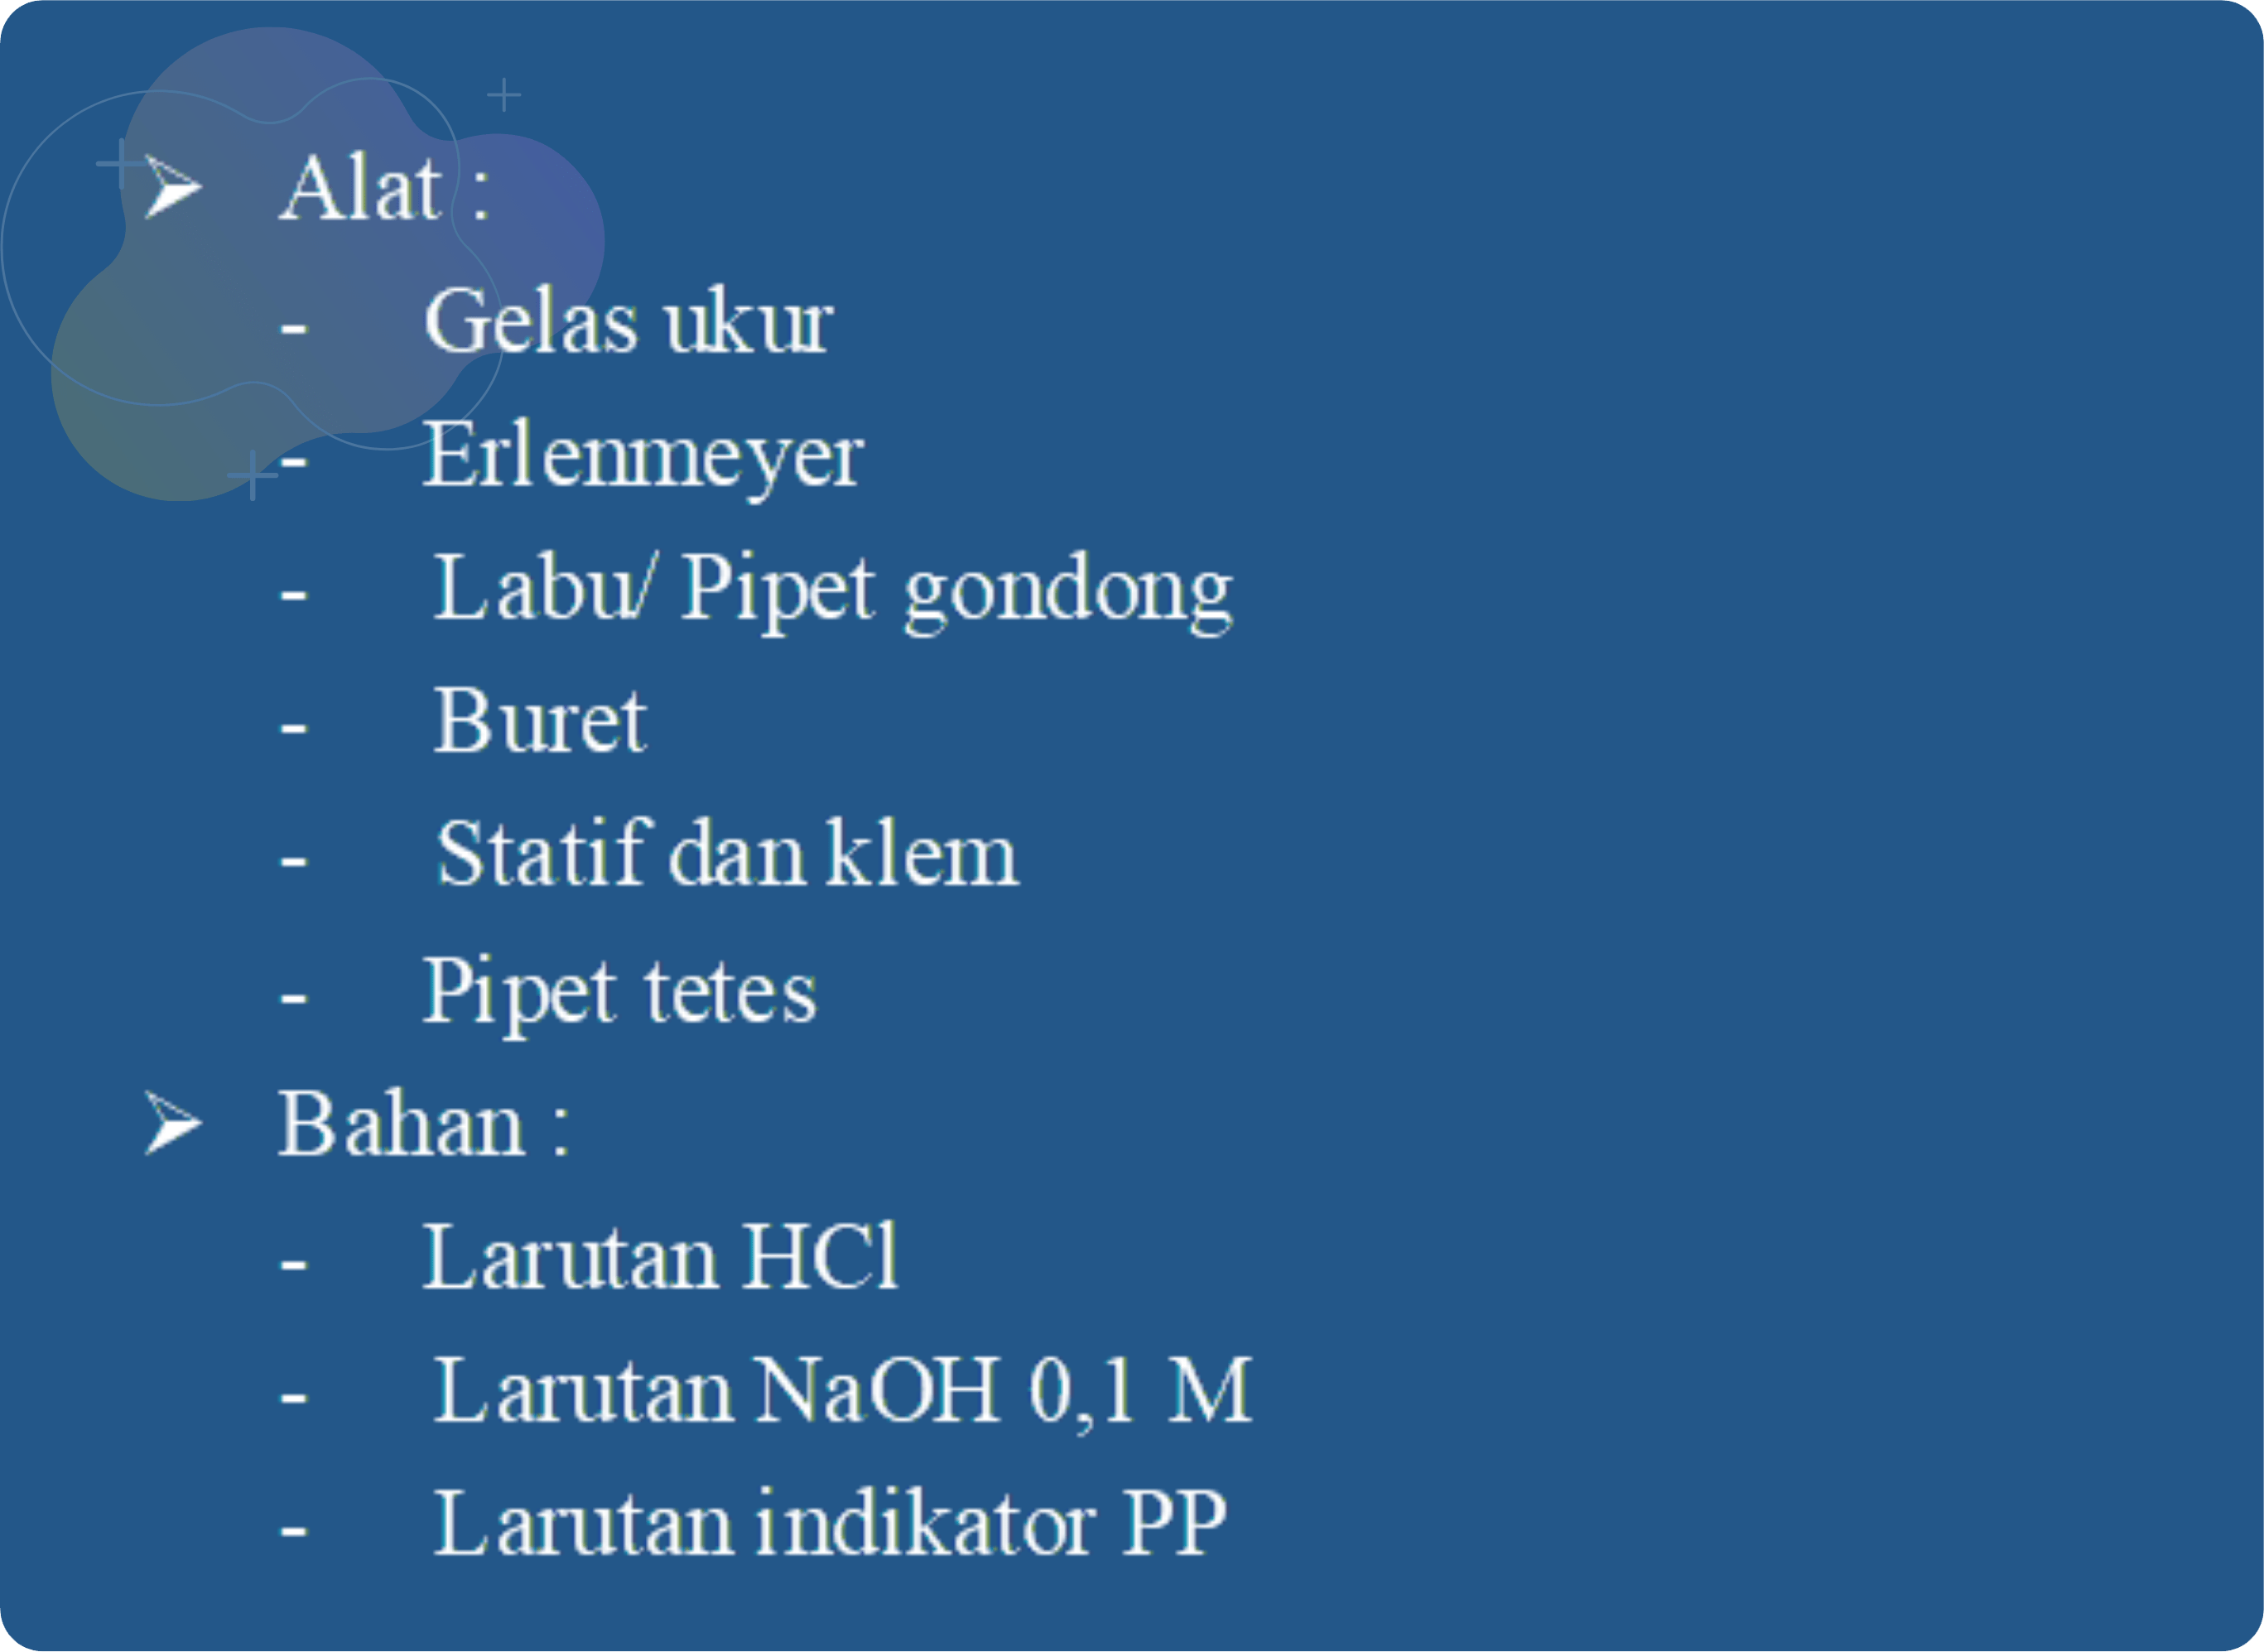 ➢ Alat :
- Gelas ukur
- Erlenmeyer
- Labu/ Pipet gondong
- Buret
- Statif dan klem
- Pipet tetes
➢ Bahan :
- Larutan HCl
- Larutan NaOH 0,1 M
- Larutan indikator PP